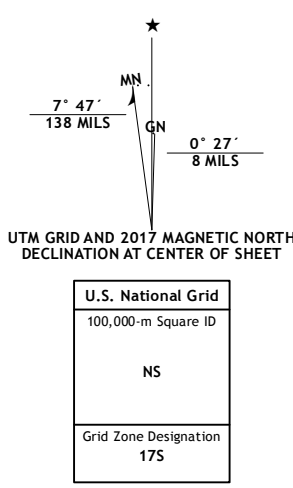 MN
7° 47´
138 MILS
GN
0° 27´
8 MILS
UTM GRID AND 2017 MAGNETIC NORTH
DECLINATION AT CENTER OF SHEET
U.S. National Grid
100,000-m Square ID
NS
Grid Zone Designation
17S